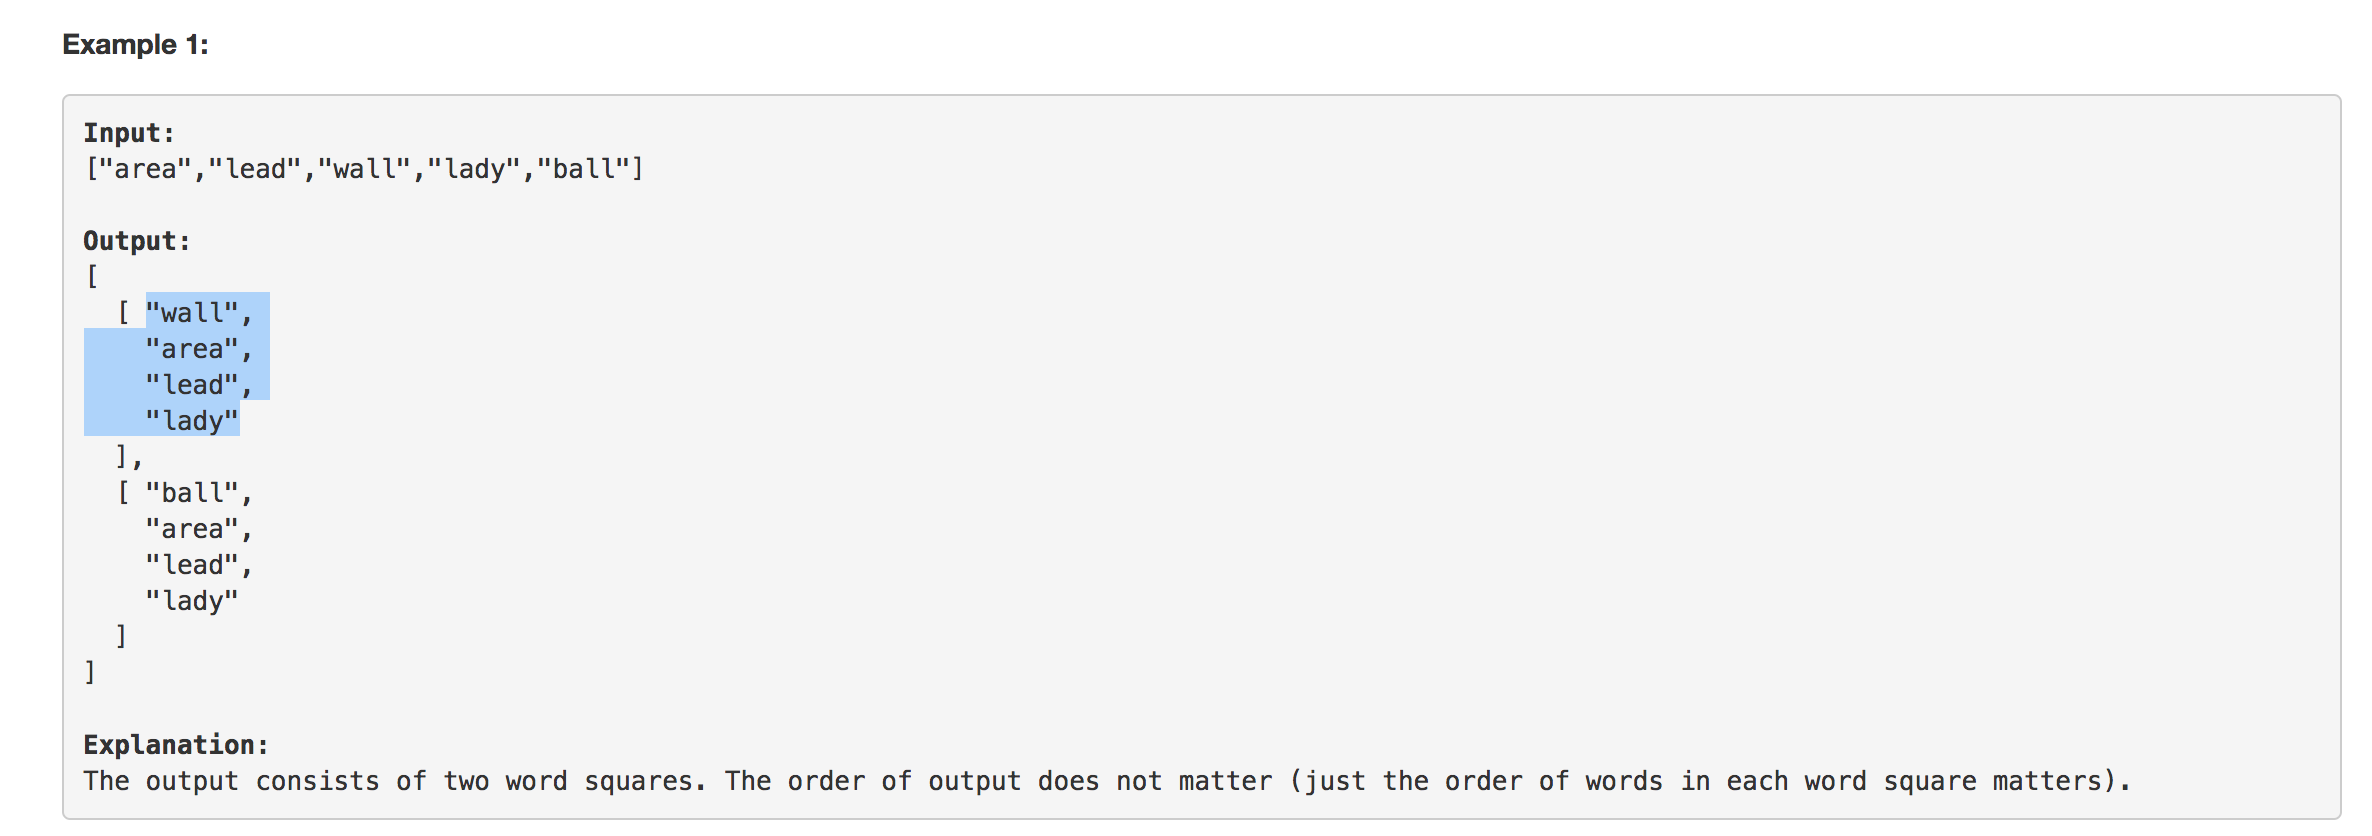 Example 1:
Input:
["area","lead","wall","lady","ball"]
Output:
[
  [ "wall",
    "area",
    "lead",
    "lady"
  ],
  [ "ball",
    "area",
    "lead",
    "lady"
  ]
]
Explanation:
The output consists of two word squares. The order of output does not matter (just the order of words in each word square matters).